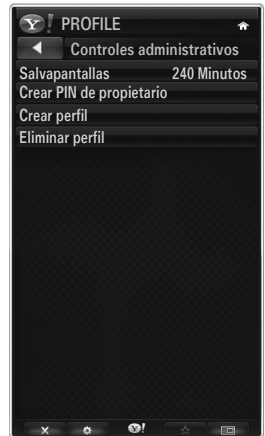 Y! PROFILE
Controles administrativos
Salvapantallas 240 Minutos
Crear PIN de propietario
Crear perfil
Eliminar perfil
Y!